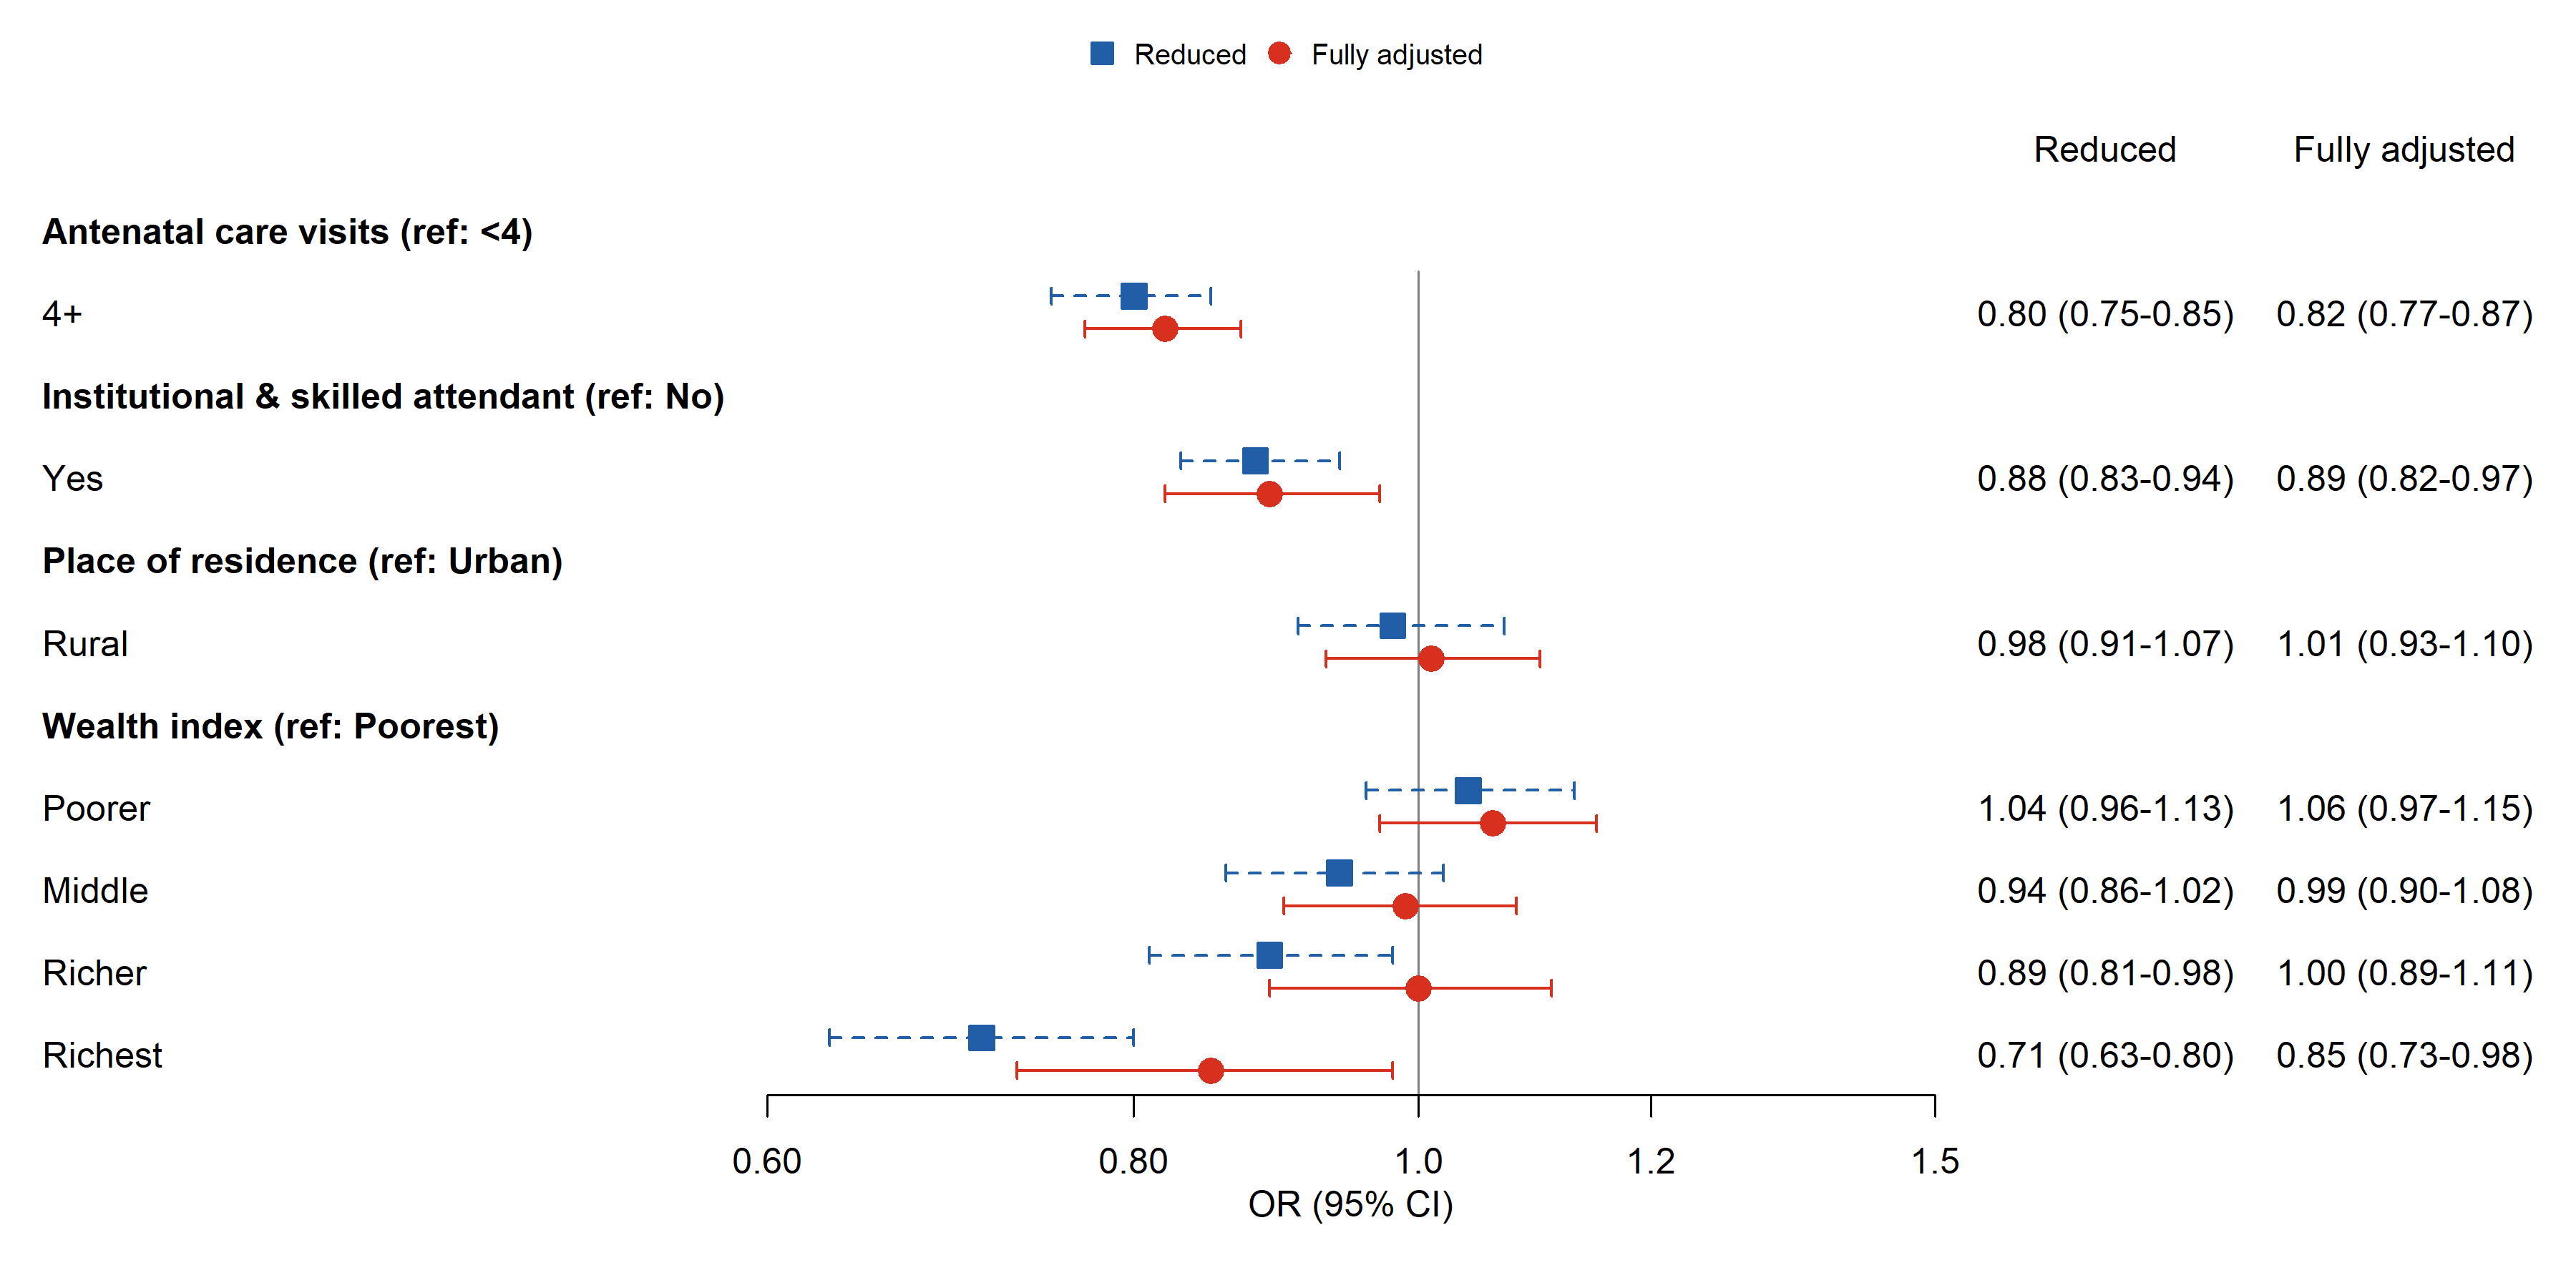 Reduced Fully adjusted
Reduced Fully adjusted
Antenatal care visits (ref: <4)
4+ 0.80 (0.75-0.85) 0.82 (0.77-0.87)
Institutional & skilled attendant (ref: No)
Yes 0.88 (0.83-0.94) 0.89 (0.82-0.97)
Place of residence (ref: Urban)
Rural 0.98 (0.91-1.07) 1.01 (0.93-1.10)
Wealth index (ref: Poorest)
Poorer 1.04 (0.96-1.13) 1.06 (0.97-1.15)
Middle 0.94 (0.86-1.02) 0.99 (0.90-1.08)
Richer 0.89 (0.81-0.98) 1.00 (0.89-1.11)
Richest 0.71 (0.63-0.80) 0.85 (0.73-0.98)
0.60 0.80 1.0 1.2 1.5
OR (95% CI)